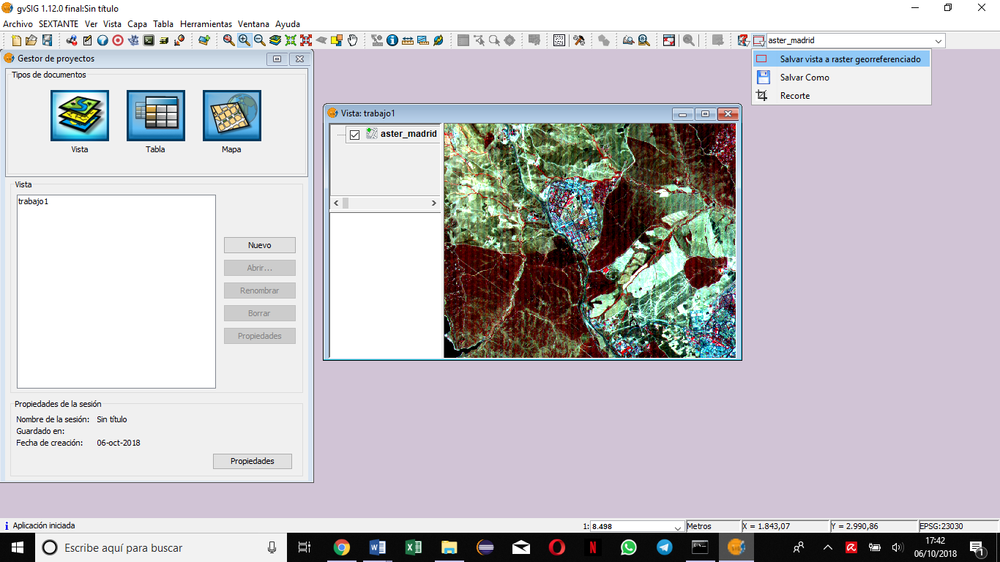 gvSIG 1.12.0 final:Sin título
Archivo SEXTANTE Ver Vista Capa Tabla Herramientas Ventana Ayuda
aster_madrid
Salvar vista a raster georreferenciado
Salvar Como
Recorte
Gestor de proyectos
Tipos de documentos
Vista Tabla Mapa
Vista
trabajo1
Nuevo
Abrir...
Renombrar
Borrar
Propiedades
Propiedades de la sesión
Nombre de la sesión: Sin título
Guardado en:
Fecha de creación: 06-oct-2018
Propiedades
Vista: trabajo1
aster_madrid
Aplicación iniciada
1: 8.498 Metros X = 1.843,07 Y = 2.990,86 EPSG:23030
Escribe aquí para buscar
17:42
06/10/2018
1